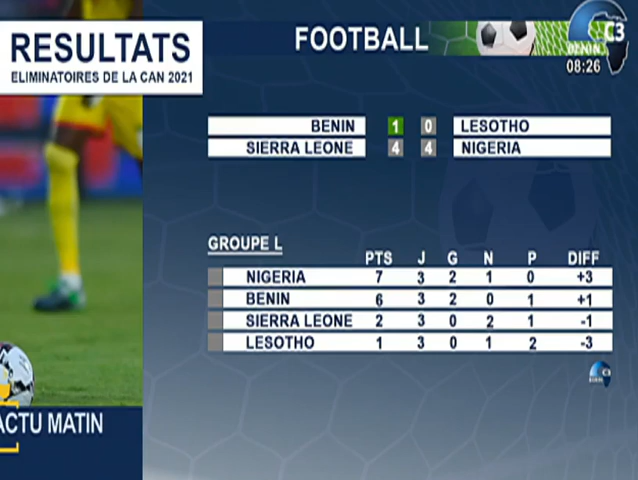 RESULTATS
ELIMINATOIRES DE LA CAN 2021
FOOTBALL
C3
BENIN
08:26
BENIN 1 0 LESOTHO
SIERRA LEONE 4 4 NIGERIA
GROUPE L
PTS J G N P DIFF
NIGERIA 7 3 2 1 0 +3
BENIN 6 3 2 0 1 +1
SIERRA LEONE 2 3 0 2 1 -1
LESOTHO 1 3 0 1 2 -3
C3
ACTU MATIN